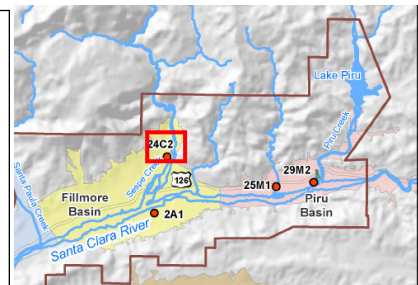 Lake Piru
Piru Creek
24C2
Sespe Creek
126
29M2
25M1
Santa Paula Creek
Fillmore
Basin
Piru
Basin
2A1
Santa Clara River